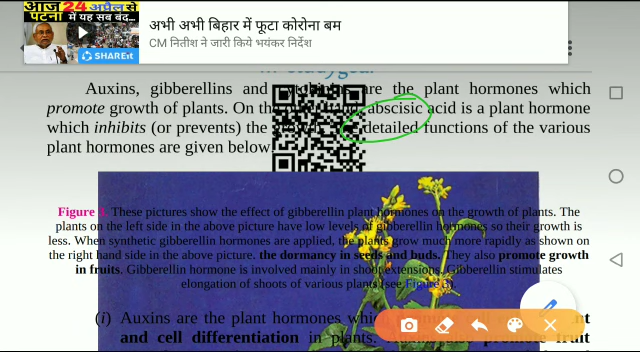 आज 24 अप्रैल से
पटना में यह सब बंद...
SHAREit
अभी अभी बिहार में फूटा कोरोना बम
CM नितीश ने जारी किये भयंकर निर्देश
Auxins, gibberellins and are the plant hormones which
promote growth of plants. On the abscisic acid is a plant hormone
which inhibits (or prevents) the detailed functions of the various
plant hormones are given below
Figure These pictures show the effect of gibberellin plant hormones on the growth of plants. The
plants on the left side in the above picture have low levels of gibberellin hormones so their growth is
less. When synthetic gibberellin hormones are applied, the plants grow much more rapidly as shown on
the right hand side in the above picture. the dormancy in seeds and buds. They also promote growth
in fruits. Gibberellin hormone is involved mainly in shoot extensions. Gibberellin stimulates
elongation of shoots of various plants (see Figure 3).
(i) Auxins are the plant hormones which
and cell differentiation in plants. promote fruit